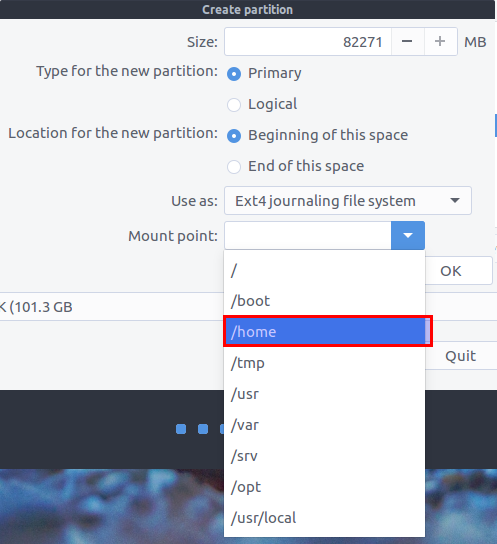 Create partition
Size: 82271 − + MB
Type for the new partition: Primary
Logical
Location for the new partition: Beginning of this space
End of this space
Use as: Ext4 journaling file system
Mount point:
/
OK
/boot
K (101.3 GB
/home
Quit
/tmp
/usr
/var
/srv
/opt
/usr/local